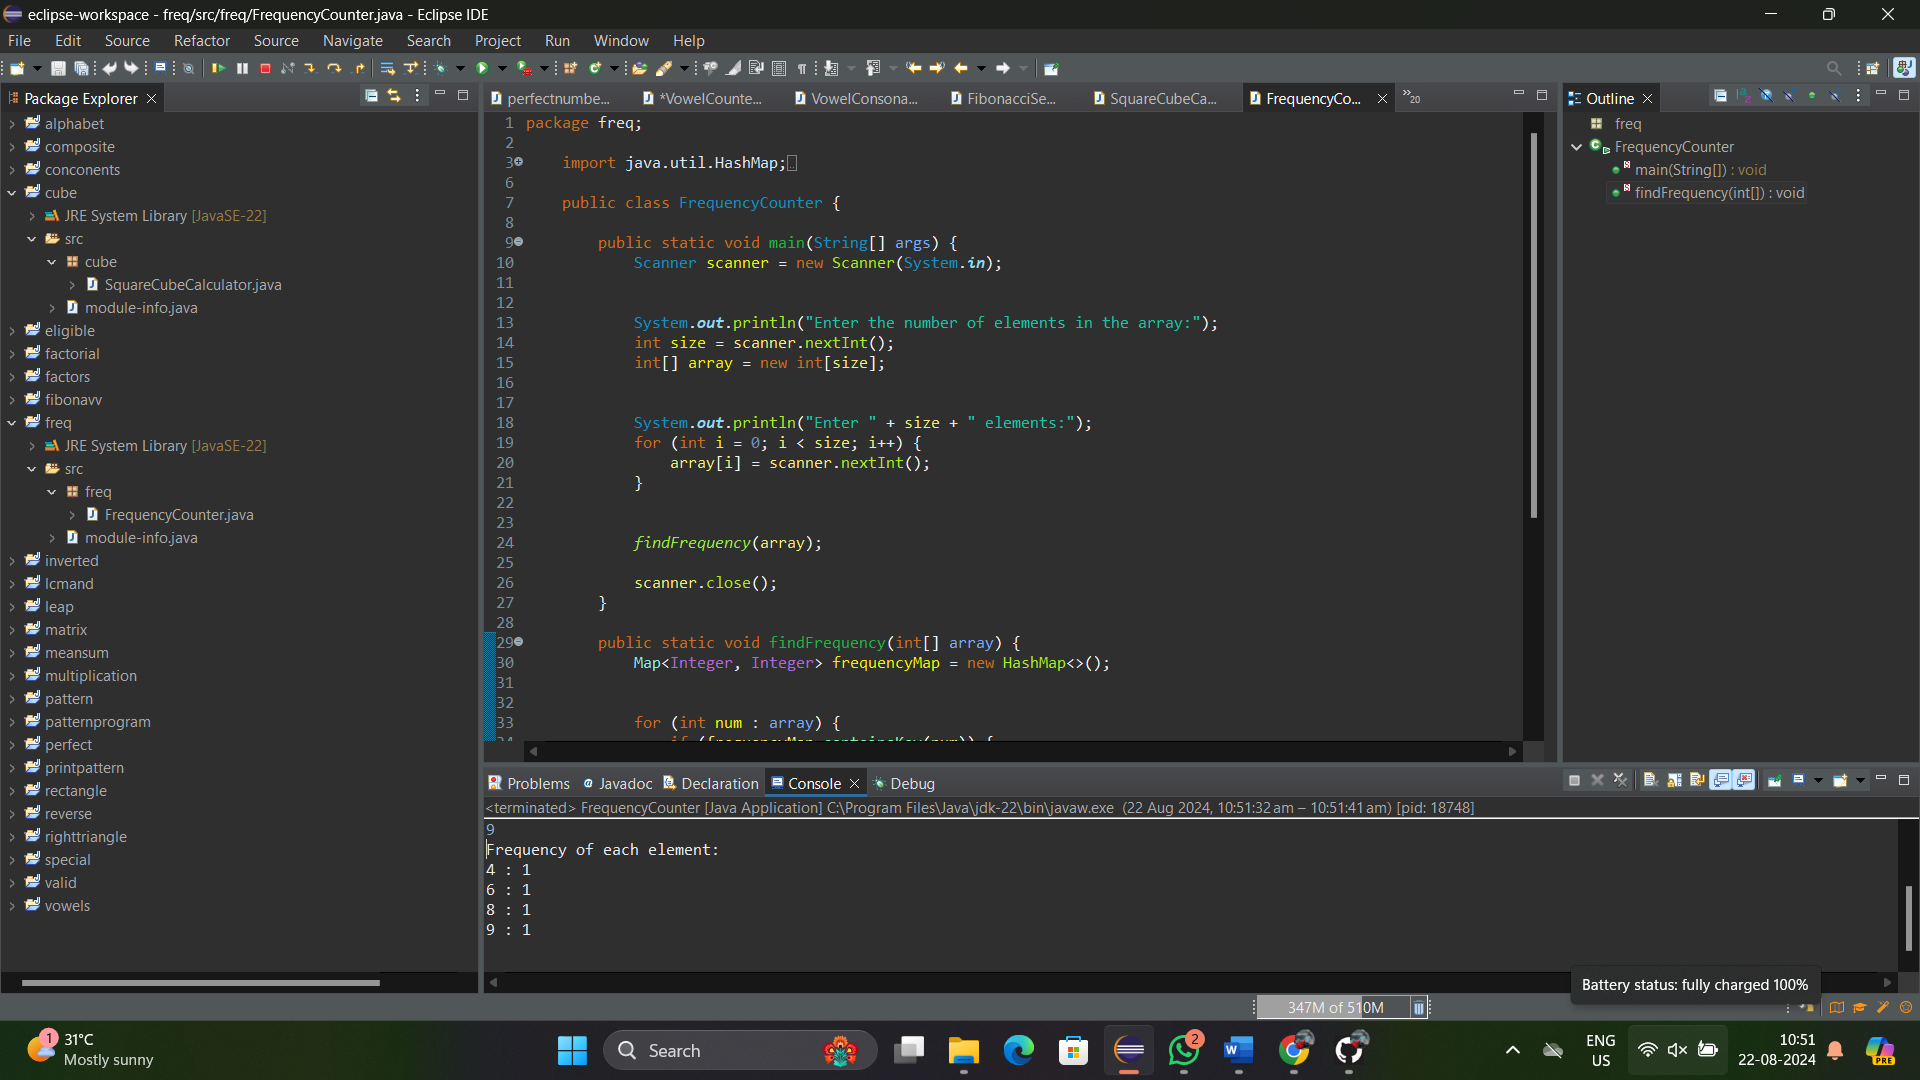 eclipse-workspace - freq/src/freq/FrequencyCounter.java - Eclipse IDE
File Edit Source Refactor Source Navigate Search Project Run Window Help
Package Explorer
alphabet
composite
conconents
cube
JRE System Library [JavaSE-22]
src
cube
SquareCubeCalculator.java
module-info.java
eligible
factorial
factors
fibonavv
freq
JRE System Library [JavaSE-22]
src
freq
FrequencyCounter.java
module-info.java
inverted
lcmand
leap
matrix
meansum
multiplication
pattern
patternprogram
perfect
printpattern
rectangle
reverse
righttriangle
special
valid
vowels
perfectnumbe... *VowelCounte... VowelConsona... FibonacciSe... SquareCubeCa... FrequencyCo... »20
1 package freq;
2
3 import java.util.HashMap;
6
7 public class FrequencyCounter {
8
9 public static void main(String[] args) {
10 Scanner scanner = new Scanner(System.in);
11
12
13 System.out.println("Enter the number of elements in the array:");
14 int size = scanner.nextInt();
15 int[] array = new int[size];
16
17
18 System.out.println("Enter " + size + " elements:");
19 for (int i = 0; i < size; i++) {
20 array[i] = scanner.nextInt();
21 }
22
23
24 findFrequency(array);
25
26 scanner.close();
27 }
28
29 public static void findFrequency(int[] array) {
30 Map<Integer, Integer> frequencyMap = new HashMap<>();
31
32
33 for (int num : array) {
Outline
freq
FrequencyCounter
main(String[]) : void
findFrequency(int[]) : void
Problems Javadoc Declaration Console Debug
<terminated> FrequencyCounter [Java Application] C:\Program Files\Java\jdk-22\bin\javaw.exe (22 Aug 2024, 10:51:32 am – 10:51:41 am) [pid: 18748]
9
Frequency of each element:
4 : 1
6 : 1
8 : 1
9 : 1
Battery status: fully charged 100%
347M of 510M
1
31°C
Mostly sunny
Search
2
ENG
US
10:51
22-08-2024
PRE